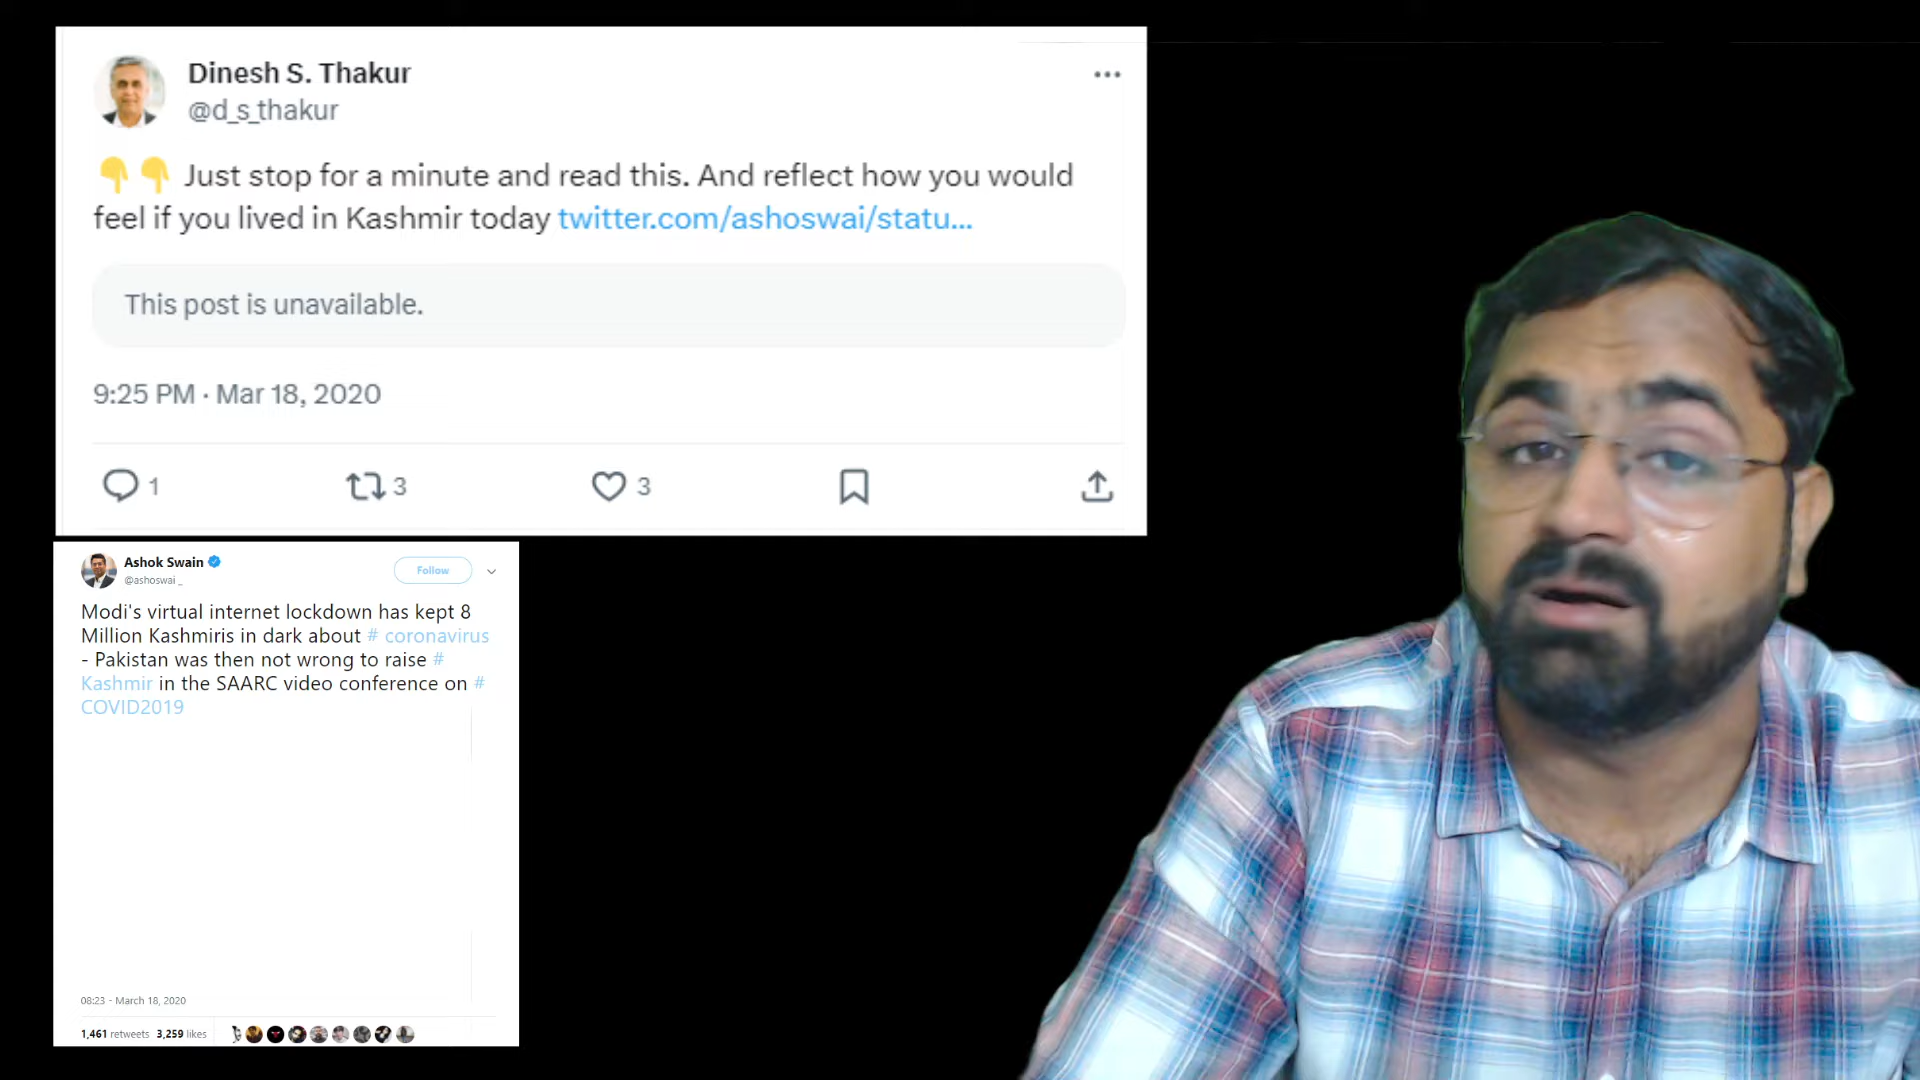 Dinesh S. Thakur
@d_s_thakur
👇👇 Just stop for a minute and read this. And reflect how you would
feel if you lived in Kashmir today twitter.com/ashoswai/statu...
This post is unavailable.
9:25 PM · Mar 18, 2020
1 3 3
Ashok Swain
@ashoswai _
Follow
Modi's virtual internet lockdown has kept 8
Million Kashmiris in dark about # coronavirus
- Pakistan was then not wrong to raise #
Kashmir in the SAARC video conference on #
COVID2019
08:23 - March 18, 2020
1,461 retweets 3,259 likes